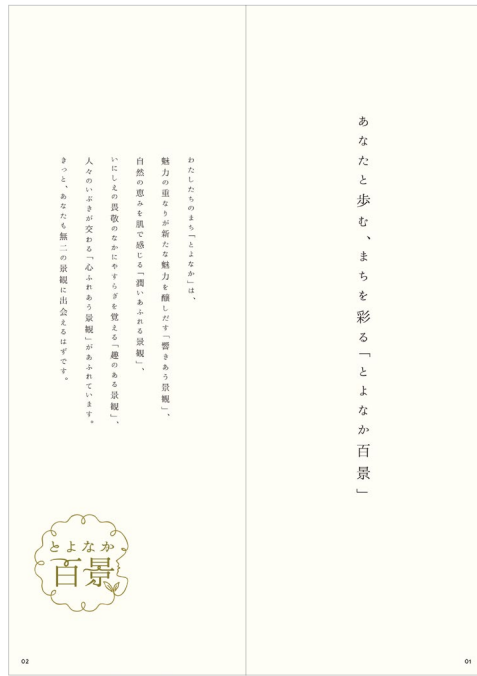 あなたと歩む、まちを彩る「とよなか百景」
01
わたしたちのまち「とよなか」は、
魅力の重なりが新たな魅力を醸しだす「響きあう景観」、
自然の恵みを肌で感じる「潤いあふれる景観」、
いにしえの畏敬のなかにやすらぎを覚える「趣のある景観」、
人々のいぶきが交わる「心ふれあう景観」があふれています。
きっと、あなたも無二の景観に出会えるはずです。
とよなか
百景
02